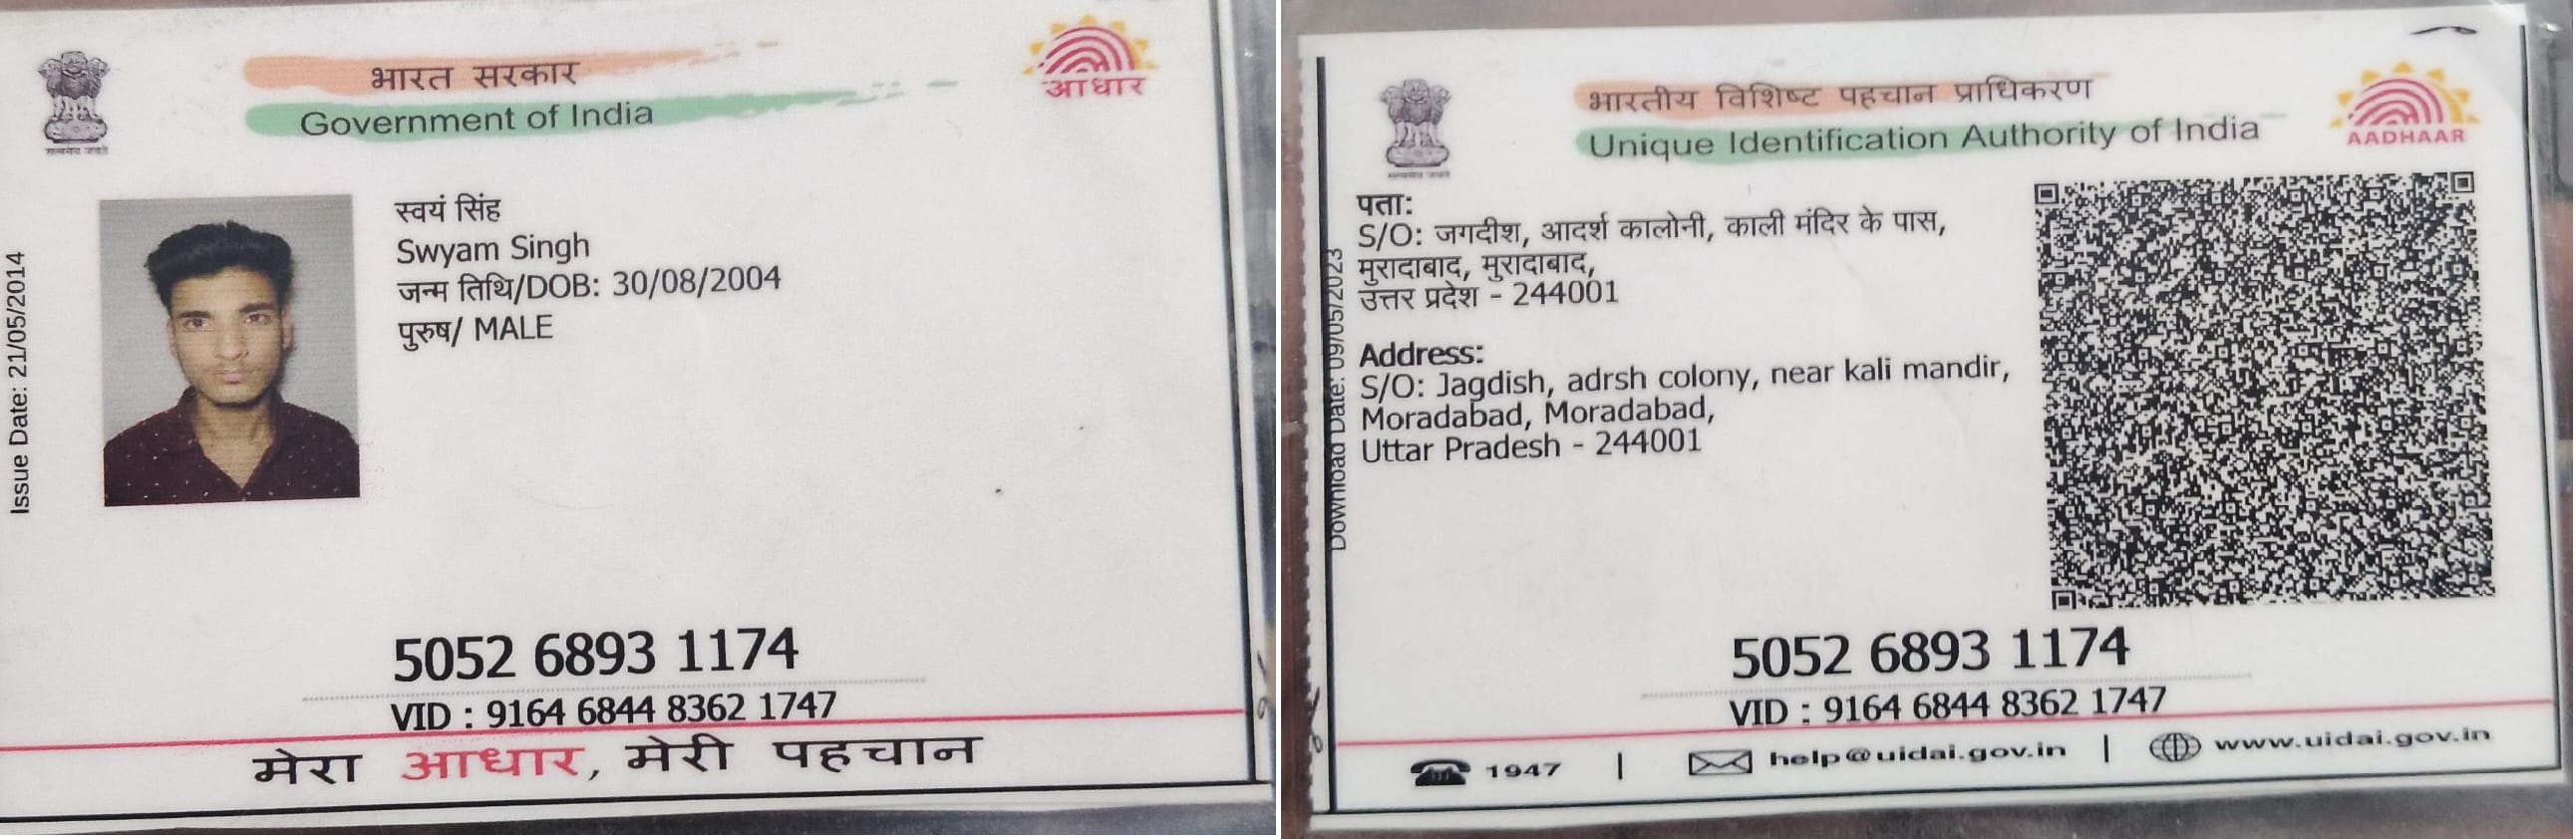 भारत सरकार
Government of India
आधार
Issue Date: 21/05/2014
स्वयं सिंह
Swyam Singh
जन्म तिथि/DOB: 30/08/2004
पुरुष/ MALE
5052 6893 1174
VID : 9164 6844 8362 1747
मेरा आधार, मेरी पहचान
भारतीय विशिष्ट पहचान प्राधिकरण
Unique Identification Authority of India
AADHAAR
Download Date: 09/05/2023
पता:
S/O: जगदीश, आदर्श कालोनी, काली मंदिर के पास,
मुरादाबाद, मुरादाबाद,
उत्तर प्रदेश - 244001
Address:
S/O: Jagdish, adrsh colony, near kali mandir,
Moradabad, Moradabad,
Uttar Pradesh - 244001
5052 6893 1174
VID : 9164 6844 8362 1747
1947 | help@uidai.gov.in | www.uidai.gov.in